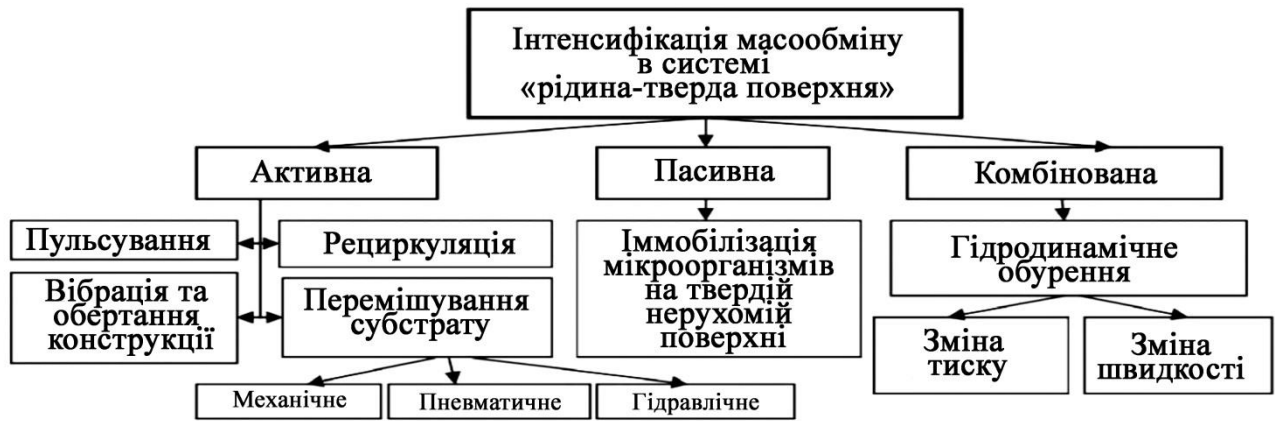 Інтенсифікація масообміну
в системі
«рідина-тверда поверхня»
Активна
Пасивна
Комбінована
Пульсування
Рециркуляція
Вібрація та
обертання
конструкції
Перемішування
субстрату
Механічне
Пневматичне
Гідравлічне
Іммобілізація
мікроорганізмів
на твердій
нерухомій
поверхні
Гідродинамічне
обурення
Зміна
тиску
Зміна
швидкості